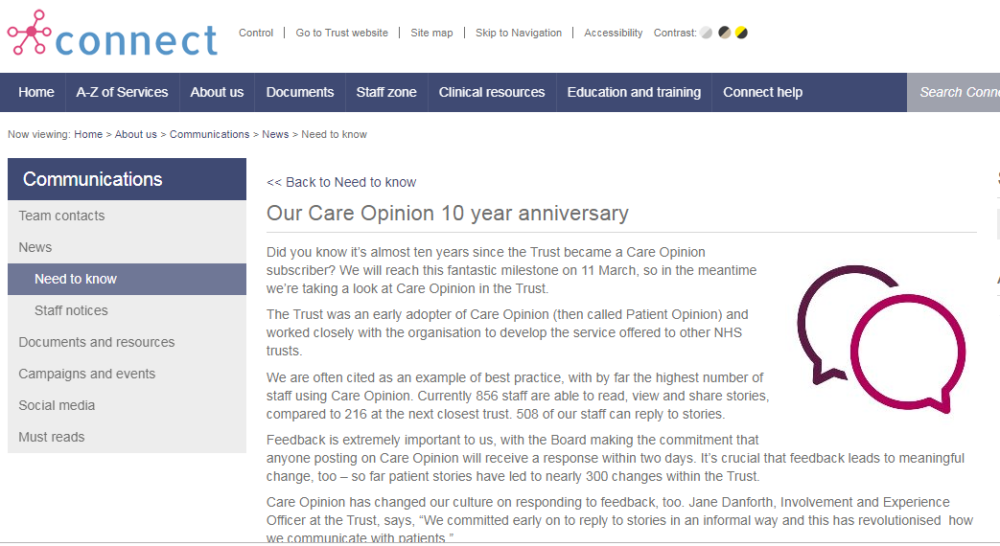 connect
Control | Go to Trust website | Site map | Skip to Navigation | Accessibility Contrast:
Home A-Z of Services About us Documents Staff zone Clinical resources Education and training Connect help Search
Now viewing: Home > About us > Communications > News > Need to know
Communications
Team contacts
News
Need to know
Staff notices
Documents and resources
Campaigns and events
Social media
Must reads
<< Back to Need to know
Our Care Opinion 10 year anniversary
Did you know it’s almost ten years since the Trust became a Care Opinion
subscriber? We will reach this fantastic milestone on 11 March, so in the meantime
we’re taking a look at Care Opinion in the Trust.
The Trust was an early adopter of Care Opinion (then called Patient Opinion) and
worked closely with the organisation to develop the service offered to other NHS
trusts.
We are often cited as an example of best practice, with by far the highest number of
staff using Care Opinion. Currently 856 staff are able to read, view and share stories,
compared to 216 at the next closest trust. 508 of our staff can reply to stories.
Feedback is extremely important to us, with the Board making the commitment that
anyone posting on Care Opinion will receive a response within two days. It’s crucial that feedback leads to meaningful
change, too – so far patient stories have led to nearly 300 changes within the Trust.
Care Opinion has changed our culture on responding to feedback, too. Jane Danforth, Involvement and Experience
Officer at the Trust, says, “We committed early on to reply to stories in an informal way and this has revolutionised how
we communicate with patients.”